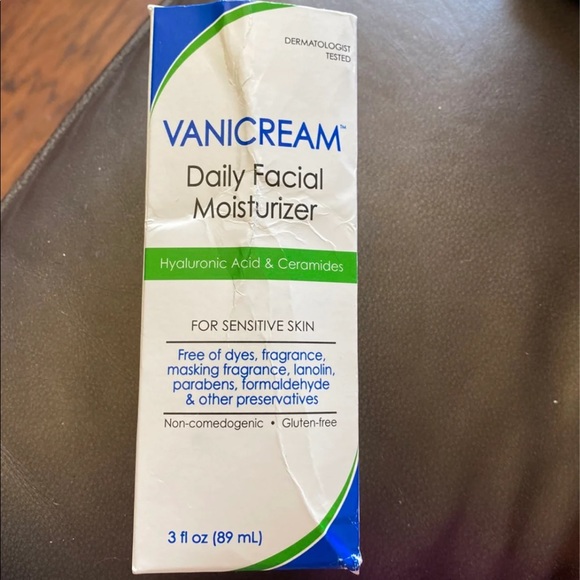 DERMATOLOGIST
TESTED
VANICREAM™
Daily Facial
Moisturizer
Hyaluronic Acid & Ceramides
FOR SENSITIVE SKIN
Free of dyes, fragrance,
masking fragrance, lanolin,
parabens, formaldehyde
& other preservatives
Non-comedogenic • Gluten-free
3 fl oz (89 mL)